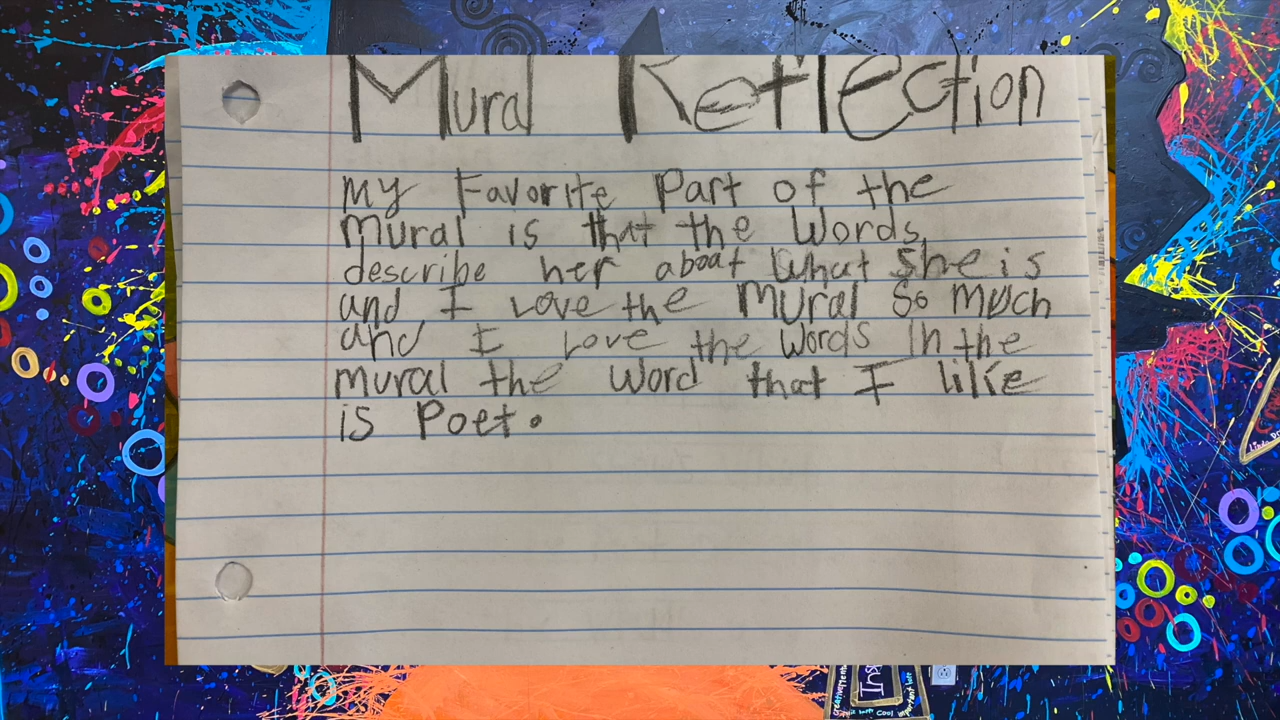 Mural Reflection
My Favorite Part of the
Mural is that the Words,
describe her aboat What She is
and I Love the Mural So Much
and I Love the Words In the
mural the Word that I like
is Poet.